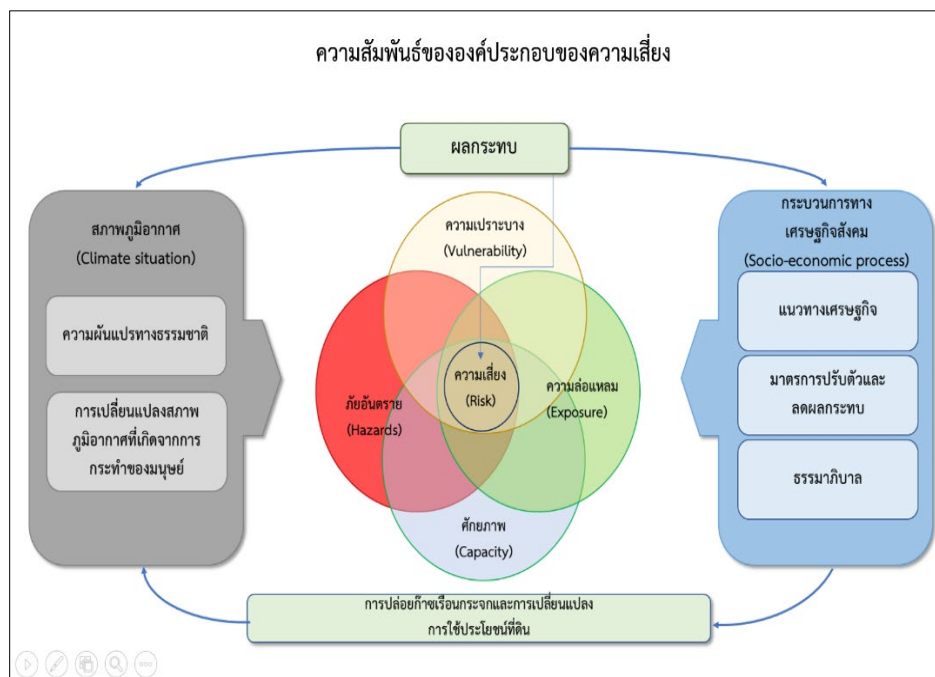 ความสัมพันธ์ขององค์ประกอบของความเสี่ยง
ผลกระทบ
สภาพภูมิอากาศ
(Climate situation)
ความผันแปรทางธรรมชาติ
การเปลี่ยนแปลงสภาพ
ภูมิอากาศที่เกิดจากการ
กระทำของมนุษย์
ความเปราะบาง
(Vulnerability)
ภัยอันตราย
(Hazards)
ความเสี่ยง
(Risk)
ความล่อแหลม
(Exposure)
ศักยภาพ
(Capacity)
กระบวนการทาง
เศรษฐกิจสังคม
(Socio-economic process)
แนวทางเศรษฐกิจ
มาตรการปรับตัวและ
ลดผลกระทบ
ธรรมาภิบาล
การปล่อยก๊าซเรือนกระจกและการเปลี่ยนแปลง
การใช้ประโยชน์ที่ดิน